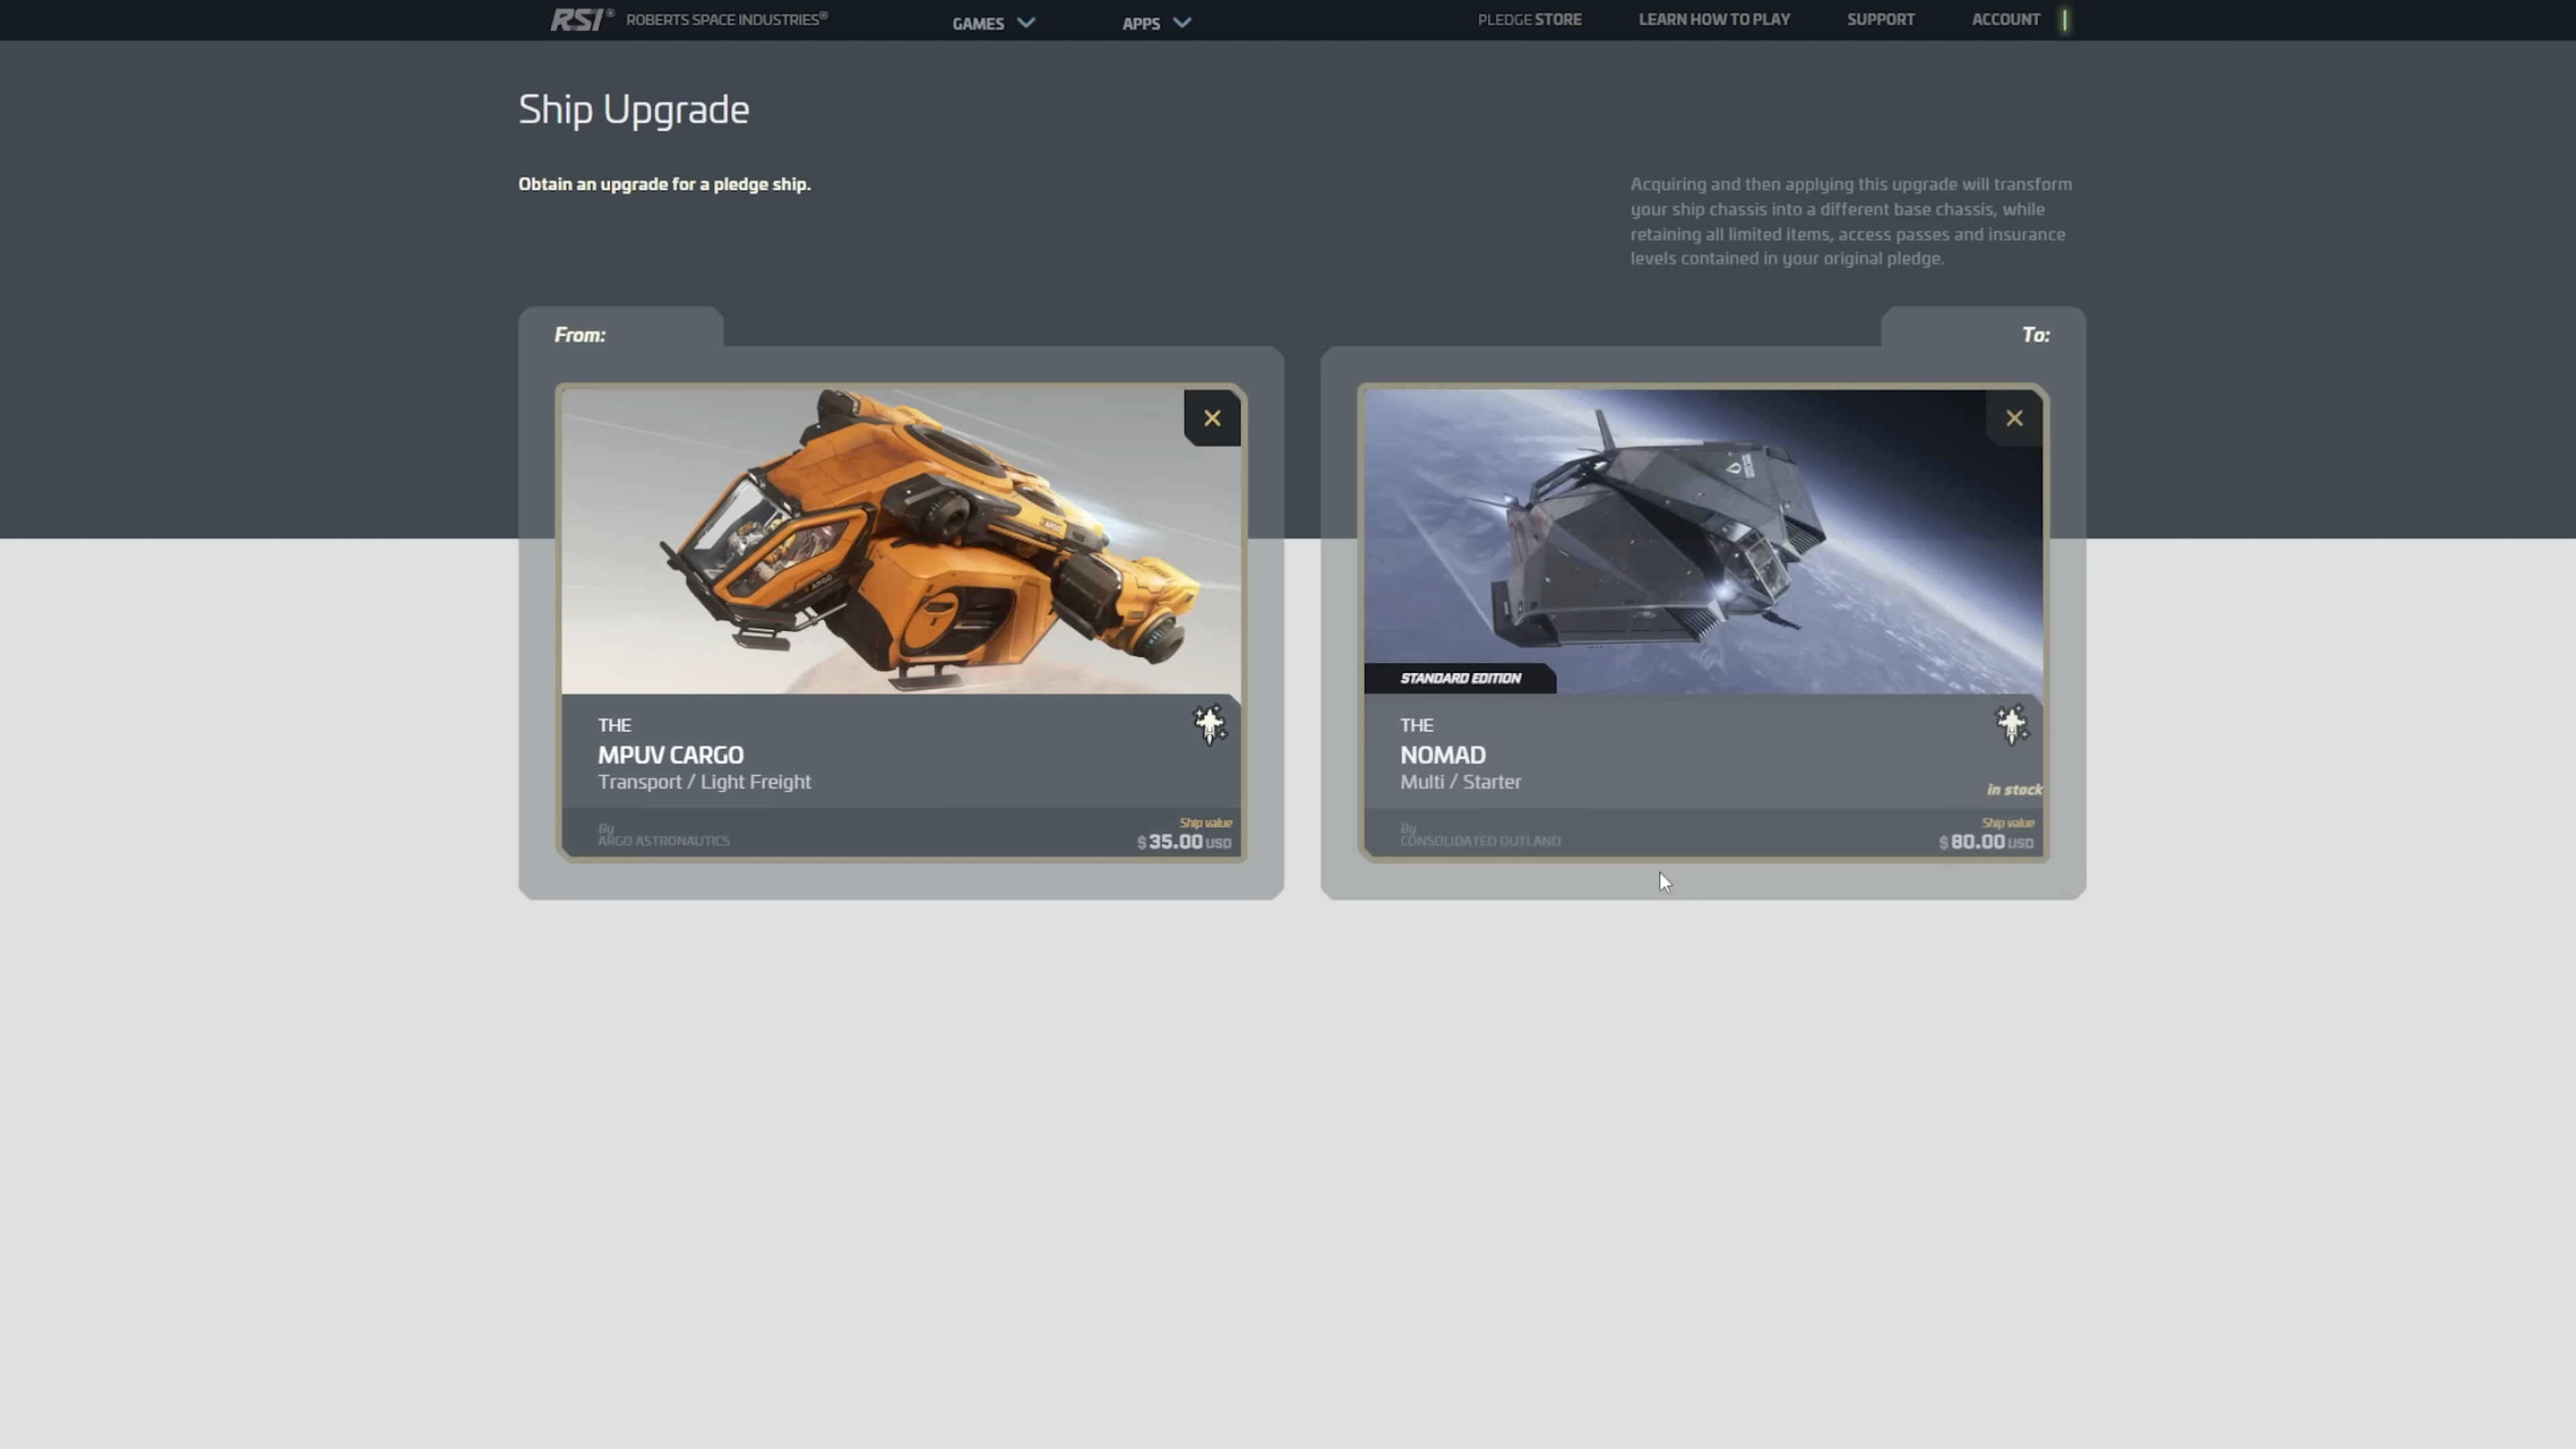 RSI® ROBERTS SPACE INDUSTRIES®
GAMES
APPS
PLEDGE STORE
LEARN HOW TO PLAY
SUPPORT
ACCOUNT
Ship Upgrade
Obtain an upgrade for a pledge ship.
Acquiring and then applying this upgrade will transform
your ship chassis into a different base chassis, while
retaining all limited items, access passes and insurance
levels contained in your original pledge.
From:
ARGO
ARGO
THE
MPUV CARGO
Transport / Light Freight
By
ARGO ASTRONAUTICS
Ship value
$ 35.00 USD
To:
STANDARD EDITION
THE
NOMAD
Multi / Starter
in stock
By
CONSOLIDATED OUTLAND
Ship value
$ 80.00 USD